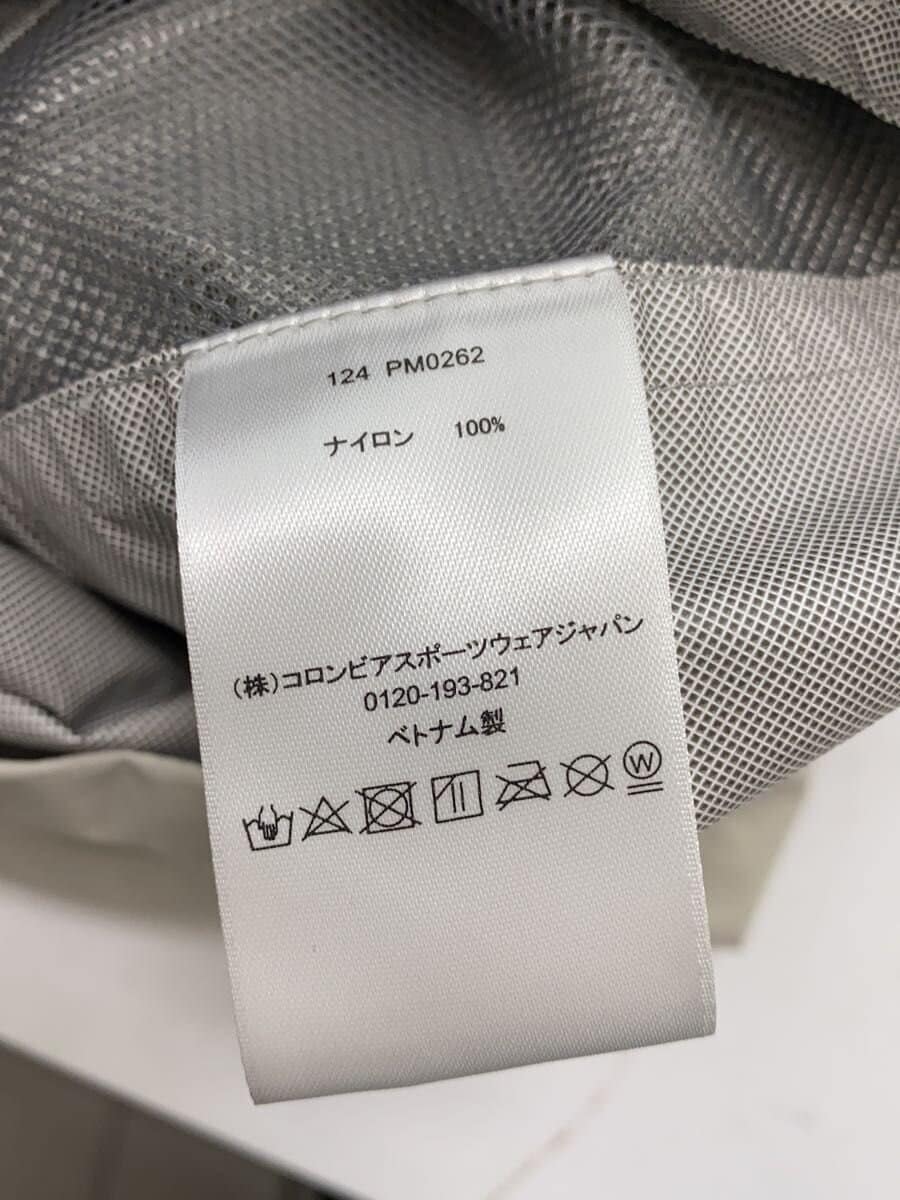 124 PM0262
ナイロン 100%
(株)コロンビアスポーツウェアジャパン
0120-193-821
ベトナム製
W